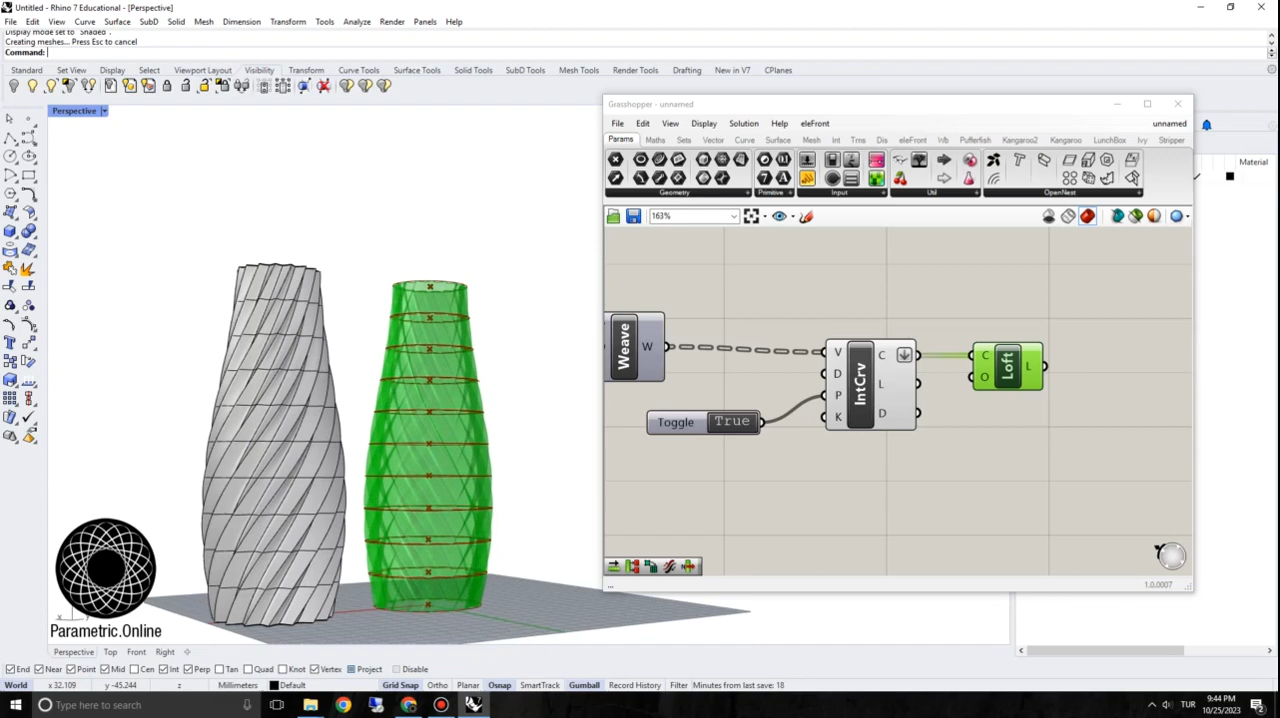 Untitled - Rhino 7 Educational - [Perspective]
File Edit View Curve Surface SubD Solid Mesh Dimension Transform Tools Analyze Render Panels Help
Display mode set to "Shaded".
Creating meshes... Press Esc to cancel
Command:
Standard Set View Display Select Viewport Layout Visibility Transform Curve Tools Surface Tools Solid Tools SubD Tools Mesh Tools Render Tools Drafting New in V7 CPlanes
Perspective
Grasshopper - unnamed
File Edit View Display Solution Help eleFront unnamed
Params Maths Sets Vector Curve Surface Mesh Int Trns Dis eleFront Wb Pufferfish Kangaroo2 Kangaroo LunchBox Ivy Stripper
Geometry Primitive Input Util OpenNest
163%
Material
Weave W
V D P K IntCrv C L D
C O Loft L
Toggle True
...
1.0.0007
x y
Parametric.Online
Perspective Top Front Right
End Near Point Mid Cen Int Perp Tan Quad Knot Vertex Project Disable
World x 32.109 y -45.244 z Millimeters Default Grid Snap Ortho Planar Osnap SmartTrack Gumball Record History Filter Minutes from last save: 18
Type here to search
TUR
9:44 PM
10/25/2023
2